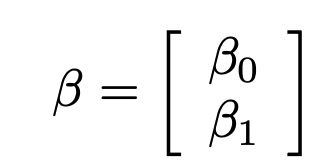 β = [ β₀
β₁ ]